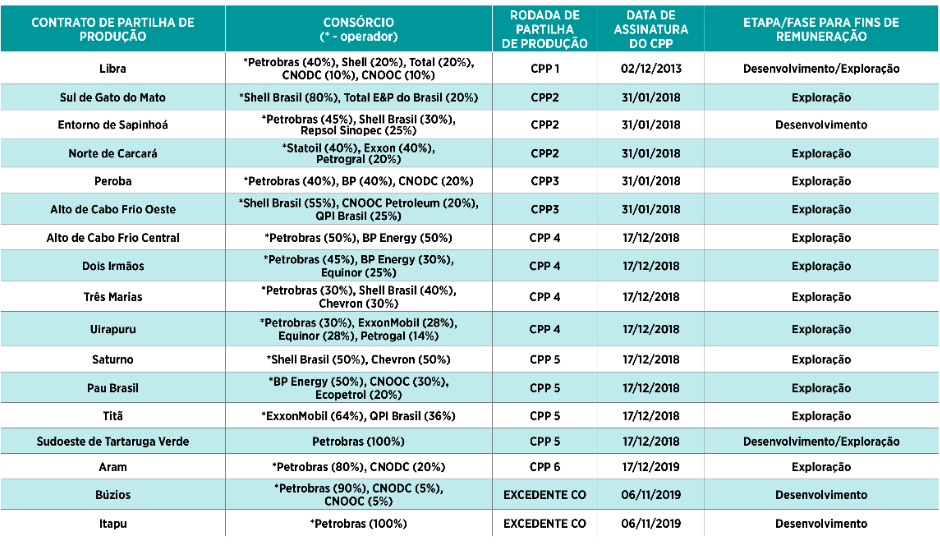 CONTRATO DE PARTILHA DE
PRODUÇÃO
CONSÓRCIO
(* - operador)
RODADA DE
PARTILHA
DE PRODUÇÃO
DATA DE
ASSINATURA
DO CPP
ETAPA/FASE PARA FINS DE
REMUNERAÇÃO
Libra
*Petrobras (40%), Shell (20%), Total (20%),
CNODC (10%), CNOOC (10%)
CPP 1
02/12/2013
Desenvolvimento/Exploração
Sul de Gato do Mato
*Shell Brasil (80%), Total E&P do Brasil (20%)
CPP2
31/01/2018
Exploração
Entorno de Sapinhoá
*Petrobras (45%), Shell Brasil (30%),
Repsol Sinopec (25%)
CPP2
31/01/2018
Desenvolvimento
Norte de Carcará
*Statoil (40%), Exxon (40%),
Petrogral (20%)
CPP2
31/01/2018
Exploração
Peroba
*Petrobras (40%), BP (40%), CNODC (20%)
CPP3
31/01/2018
Exploração
Alto de Cabo Frio Oeste
*Shell Brasil (55%), CNOOC Petroleum (20%),
QPI Brasil (25%)
CPP3
31/01/2018
Exploração
Alto de Cabo Frio Central
*Petrobras (50%), BP Energy (50%)
CPP 4
17/12/2018
Exploração
Dois Irmãos
*Petrobras (45%), BP Energy (30%),
Equinor (25%)
CPP 4
17/12/2018
Exploração
Três Marias
*Petrobras (30%), Shell Brasil (40%),
Chevron (30%)
CPP 4
17/12/2018
Exploração
Uirapuru
*Petrobras (30%), ExxonMobil (28%),
Equinor (28%), Petrogal (14%)
CPP 4
17/12/2018
Exploração
Saturno
*Shell Brasil (50%), Chevron (50%)
CPP 5
17/12/2018
Exploração
Pau Brasil
*BP Energy (50%), CNOOC (30%),
Ecopetrol (20%)
CPP 5
17/12/2018
Exploração
Titã
*ExxonMobil (64%), QPI Brasil (36%)
CPP 5
17/12/2018
Exploração
Sudoeste de Tartaruga Verde
Petrobras (100%)
CPP 5
17/12/2018
Desenvolvimento/Exploração
Aram
*Petrobras (80%), CNODC (20%)
CPP 6
17/12/2019
Exploração
Búzios
*Petrobras (90%), CNODC (5%),
CNOOC (5%)
EXCEDENTE CO
06/11/2019
Desenvolvimento
Itapu
*Petrobras (100%)
EXCEDENTE CO
06/11/2019
Desenvolvimento